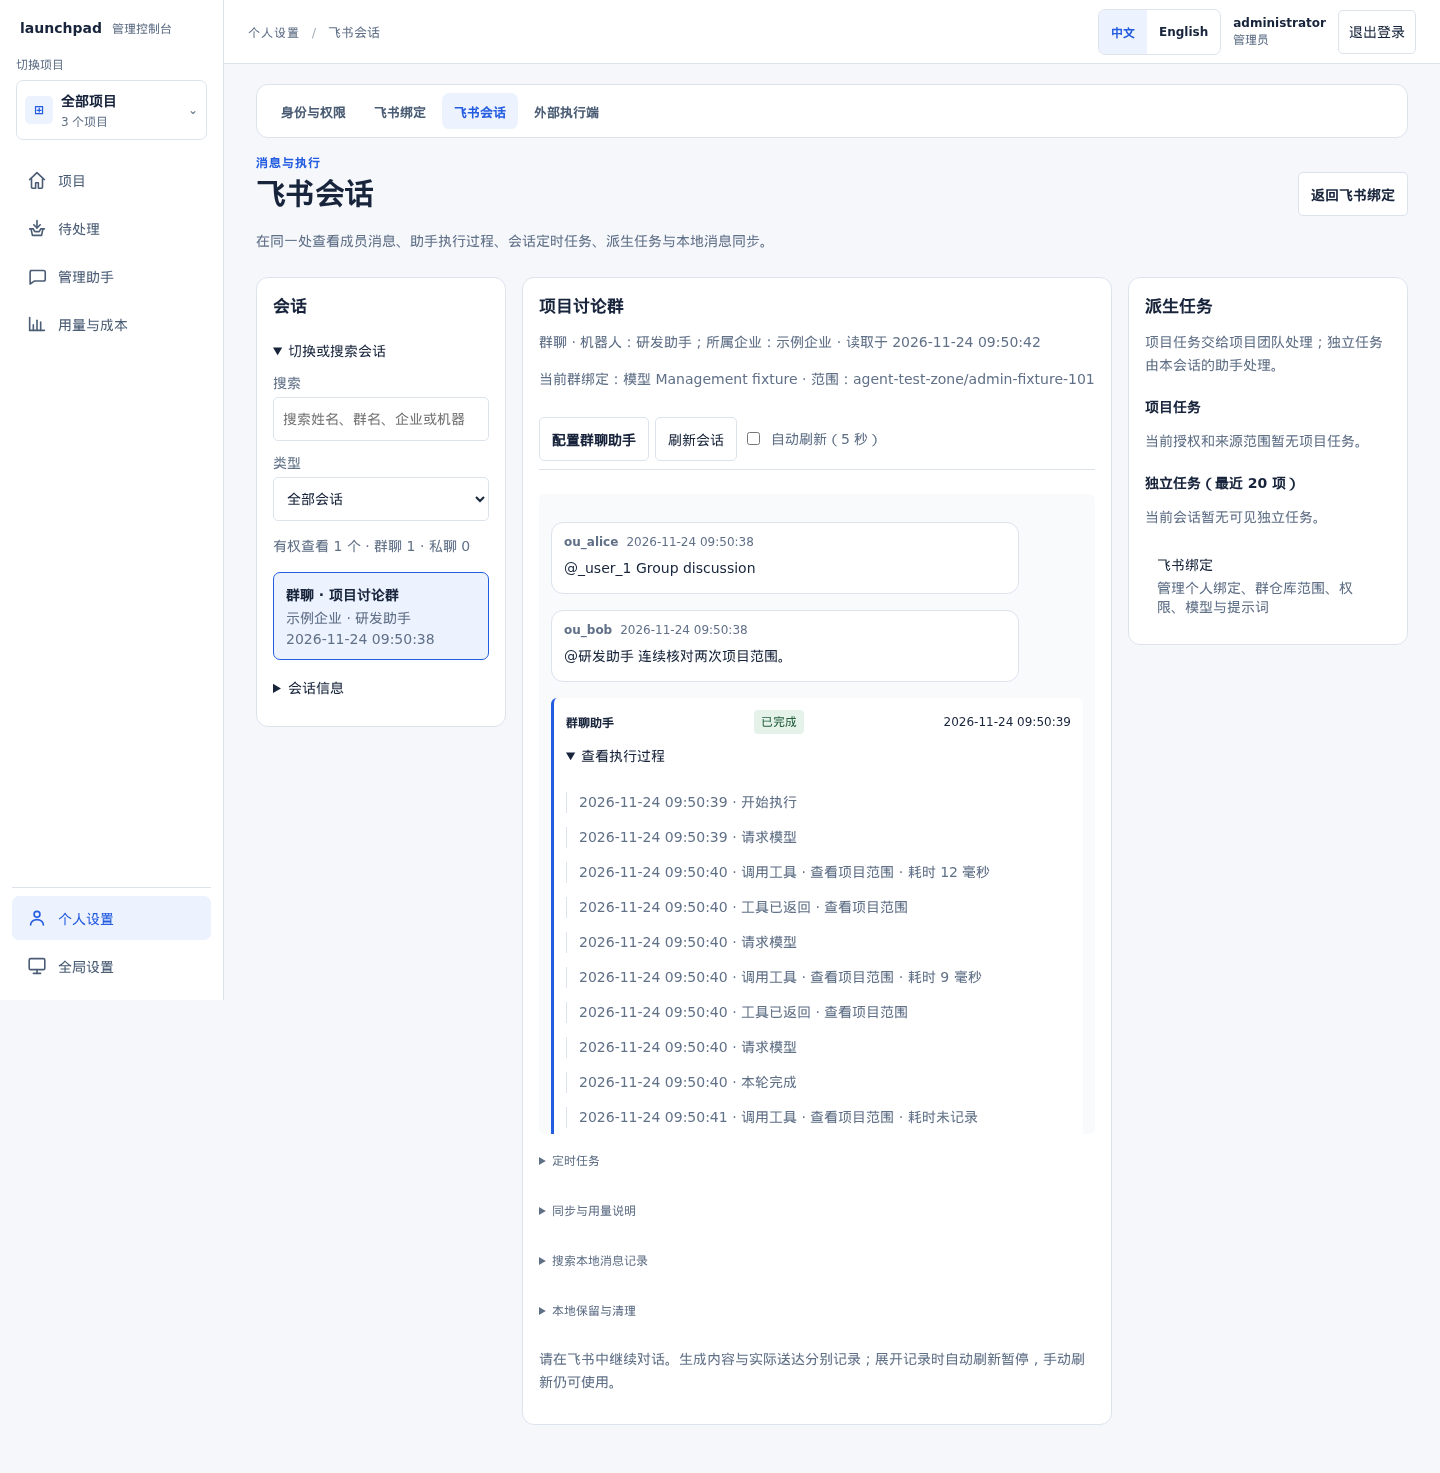 launchpad 管理控制台
切换项目
全部项目
3 个项目
项目
待处理
管理助手
用量与成本
个人设置
全局设置
个人设置 / 飞书会话
中文 English
administrator
管理员
退出登录
身份与权限 飞书绑定 飞书会话 外部执行端
消息与执行
飞书会话
返回飞书绑定
在同一处查看成员消息、助手执行过程、会话定时任务、派生任务与本地消息同步。
会话
▼ 切换或搜索会话
搜索
搜索姓名、群名、企业或机器
类型
全部会话
有权查看 1 个 · 群聊 1 · 私聊 0
群聊 · 项目讨论群
示例企业 · 研发助手
2026-11-24 09:50:38
▶ 会话信息
项目讨论群
群聊 · 机器人：研发助手；所属企业：示例企业 · 读取于 2026-11-24 09:50:42
当前群绑定：模型 Management fixture · 范围：agent-test-zone/admin-fixture-101
配置群聊助手 刷新会话 自动刷新（5 秒）
ou_alice 2026-11-24 09:50:38
@_user_1 Group discussion
ou_bob 2026-11-24 09:50:38
@研发助手 连续核对两次项目范围。
群聊助手 已完成 2026-11-24 09:50:39
▼ 查看执行过程
2026-11-24 09:50:39 · 开始执行
2026-11-24 09:50:39 · 请求模型
2026-11-24 09:50:40 · 调用工具 · 查看项目范围 · 耗时 12 毫秒
2026-11-24 09:50:40 · 工具已返回 · 查看项目范围
2026-11-24 09:50:40 · 请求模型
2026-11-24 09:50:40 · 调用工具 · 查看项目范围 · 耗时 9 毫秒
2026-11-24 09:50:40 · 工具已返回 · 查看项目范围
2026-11-24 09:50:40 · 请求模型
2026-11-24 09:50:40 · 本轮完成
2026-11-24 09:50:41 · 调用工具 · 查看项目范围 · 耗时未记录
▶ 定时任务
▶ 同步与用量说明
▶ 搜索本地消息记录
▶ 本地保留与清理
请在飞书中继续对话。生成内容与实际送达分别记录；展开记录时自动刷新暂停，手动刷
新仍可使用。
派生任务
项目任务交给项目团队处理；独立任务
由本会话的助手处理。
项目任务
当前授权和来源范围暂无项目任务。
独立任务（最近 20 项）
当前会话暂无可见独立任务。
飞书绑定
管理个人绑定、群仓库范围、权
限、模型与提示词